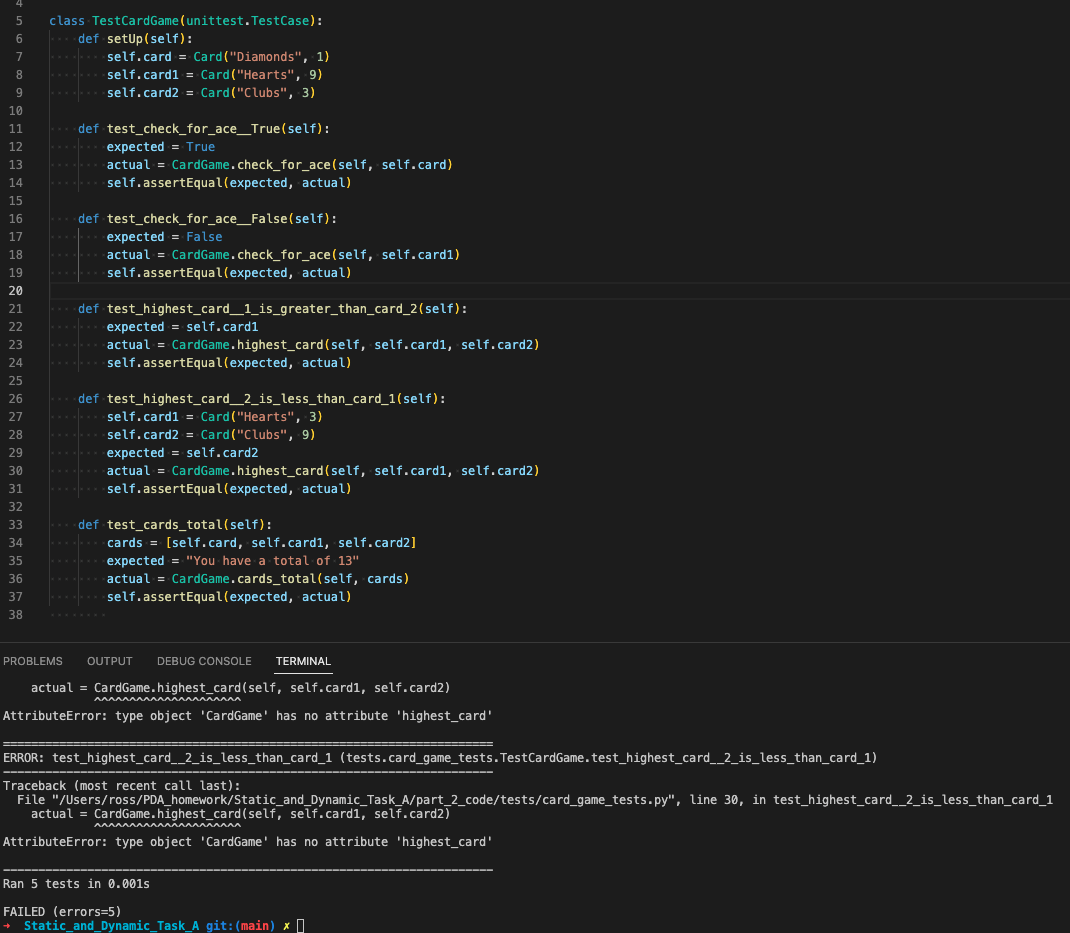 4
5 class TestCardGame(unittest.TestCase):
6 def setUp(self):
7 self.card = Card("Diamonds", 1)
8 self.card1 = Card("Hearts", 9)
9 self.card2 = Card("Clubs", 3)
10
11 def test_check_for_ace__True(self):
12 expected = True
13 actual = CardGame.check_for_ace(self, self.card)
14 self.assertEqual(expected, actual)
15
16 def test_check_for_ace__False(self):
17 expected = False
18 actual = CardGame.check_for_ace(self, self.card1)
19 self.assertEqual(expected, actual)
20
21 def test_highest_card__1_is_greater_than_card_2(self):
22 expected = self.card1
23 actual = CardGame.highest_card(self, self.card1, self.card2)
24 self.assertEqual(expected, actual)
25
26 def test_highest_card__2_is_less_than_card_1(self):
27 self.card1 = Card("Hearts", 3)
28 self.card2 = Card("Clubs", 9)
29 expected = self.card2
30 actual = CardGame.highest_card(self, self.card1, self.card2)
31 self.assertEqual(expected, actual)
32
33 def test_cards_total(self):
34 cards = [self.card, self.card1, self.card2]
35 expected = "You have a total of 13"
36 actual = CardGame.cards_total(self, cards)
37 self.assertEqual(expected, actual)
38
PROBLEMS OUTPUT DEBUG CONSOLE TERMINAL
actual = CardGame.highest_card(self, self.card1, self.card2)
^^^^^^^^^^^^^^^^^^^^^
AttributeError: type object 'CardGame' has no attribute 'highest_card'
======================================================================
ERROR: test_highest_card__2_is_less_than_card_1 (tests.card_game_tests.TestCardGame.test_highest_card__2_is_less_than_card_1)
----------------------------------------------------------------------
Traceback (most recent call last):
File "/Users/ross/PDA_homework/Static_and_Dynamic_Task_A/part_2_code/tests/card_game_tests.py", line 30, in test_highest_card__2_is_less_than_card_1
actual = CardGame.highest_card(self, self.card1, self.card2)
^^^^^^^^^^^^^^^^^^^^^
AttributeError: type object 'CardGame' has no attribute 'highest_card'
----------------------------------------------------------------------
Ran 5 tests in 0.001s
FAILED (errors=5)
→ Static_and_Dynamic_Task_A git:(main) ✗